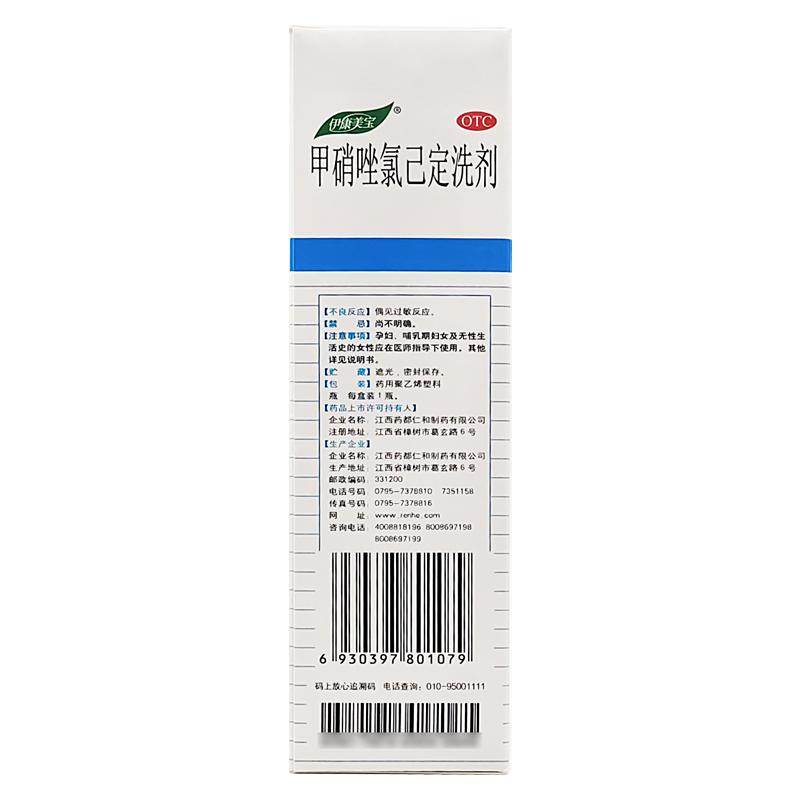 伊康美宝®
OTC
甲硝唑氯己定洗剂
【不良反应】偶见过敏反应。
【禁 忌】尚不明确。
【注意事项】孕妇、哺乳期妇女及无性生
活史的女性应在医师指导下使用。其他
详见说明书。
【贮 藏】遮光，密封保存。
【包 装】药用聚乙烯塑料
瓶 每盒装1瓶。
【药品上市许可持有人】
企业名称：江西药都仁和制药有限公司
注册地址：江西省樟树市葛玄路6号
【生产企业】
企业名称：江西药都仁和制药有限公司
生产地址：江西省樟树市葛玄路6号
邮政编码：331200
电话号码：0795-7378810 7351158
传真号码：0795-7378816
网 址：www.renhe.com
咨询电话：4008818196 8008697198
8008697199
6 930397 801079
码上放心追溯码 电话查询：010-95001111